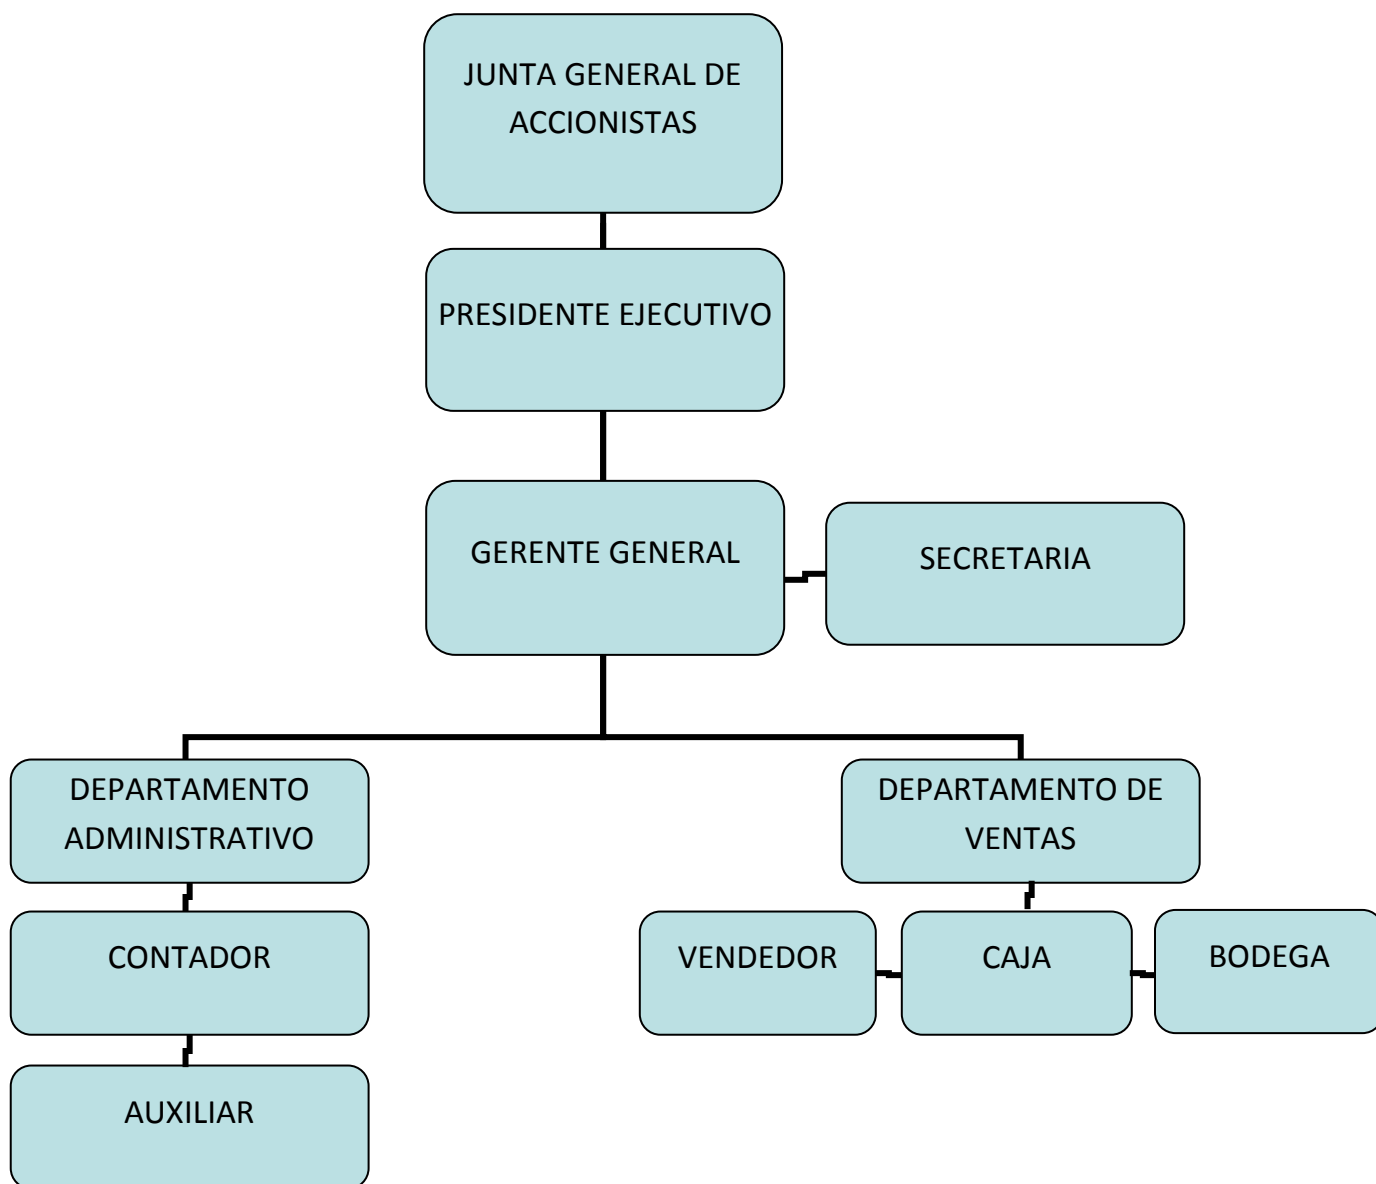 JUNTA GENERAL DE
ACCIONISTAS
PRESIDENTE EJECUTIVO
GERENTE GENERAL
SECRETARIA
DEPARTAMENTO
ADMINISTRATIVO
DEPARTAMENTO DE
VENTAS
CONTADOR
VENDEDOR
CAJA
BODEGA
AUXILIAR